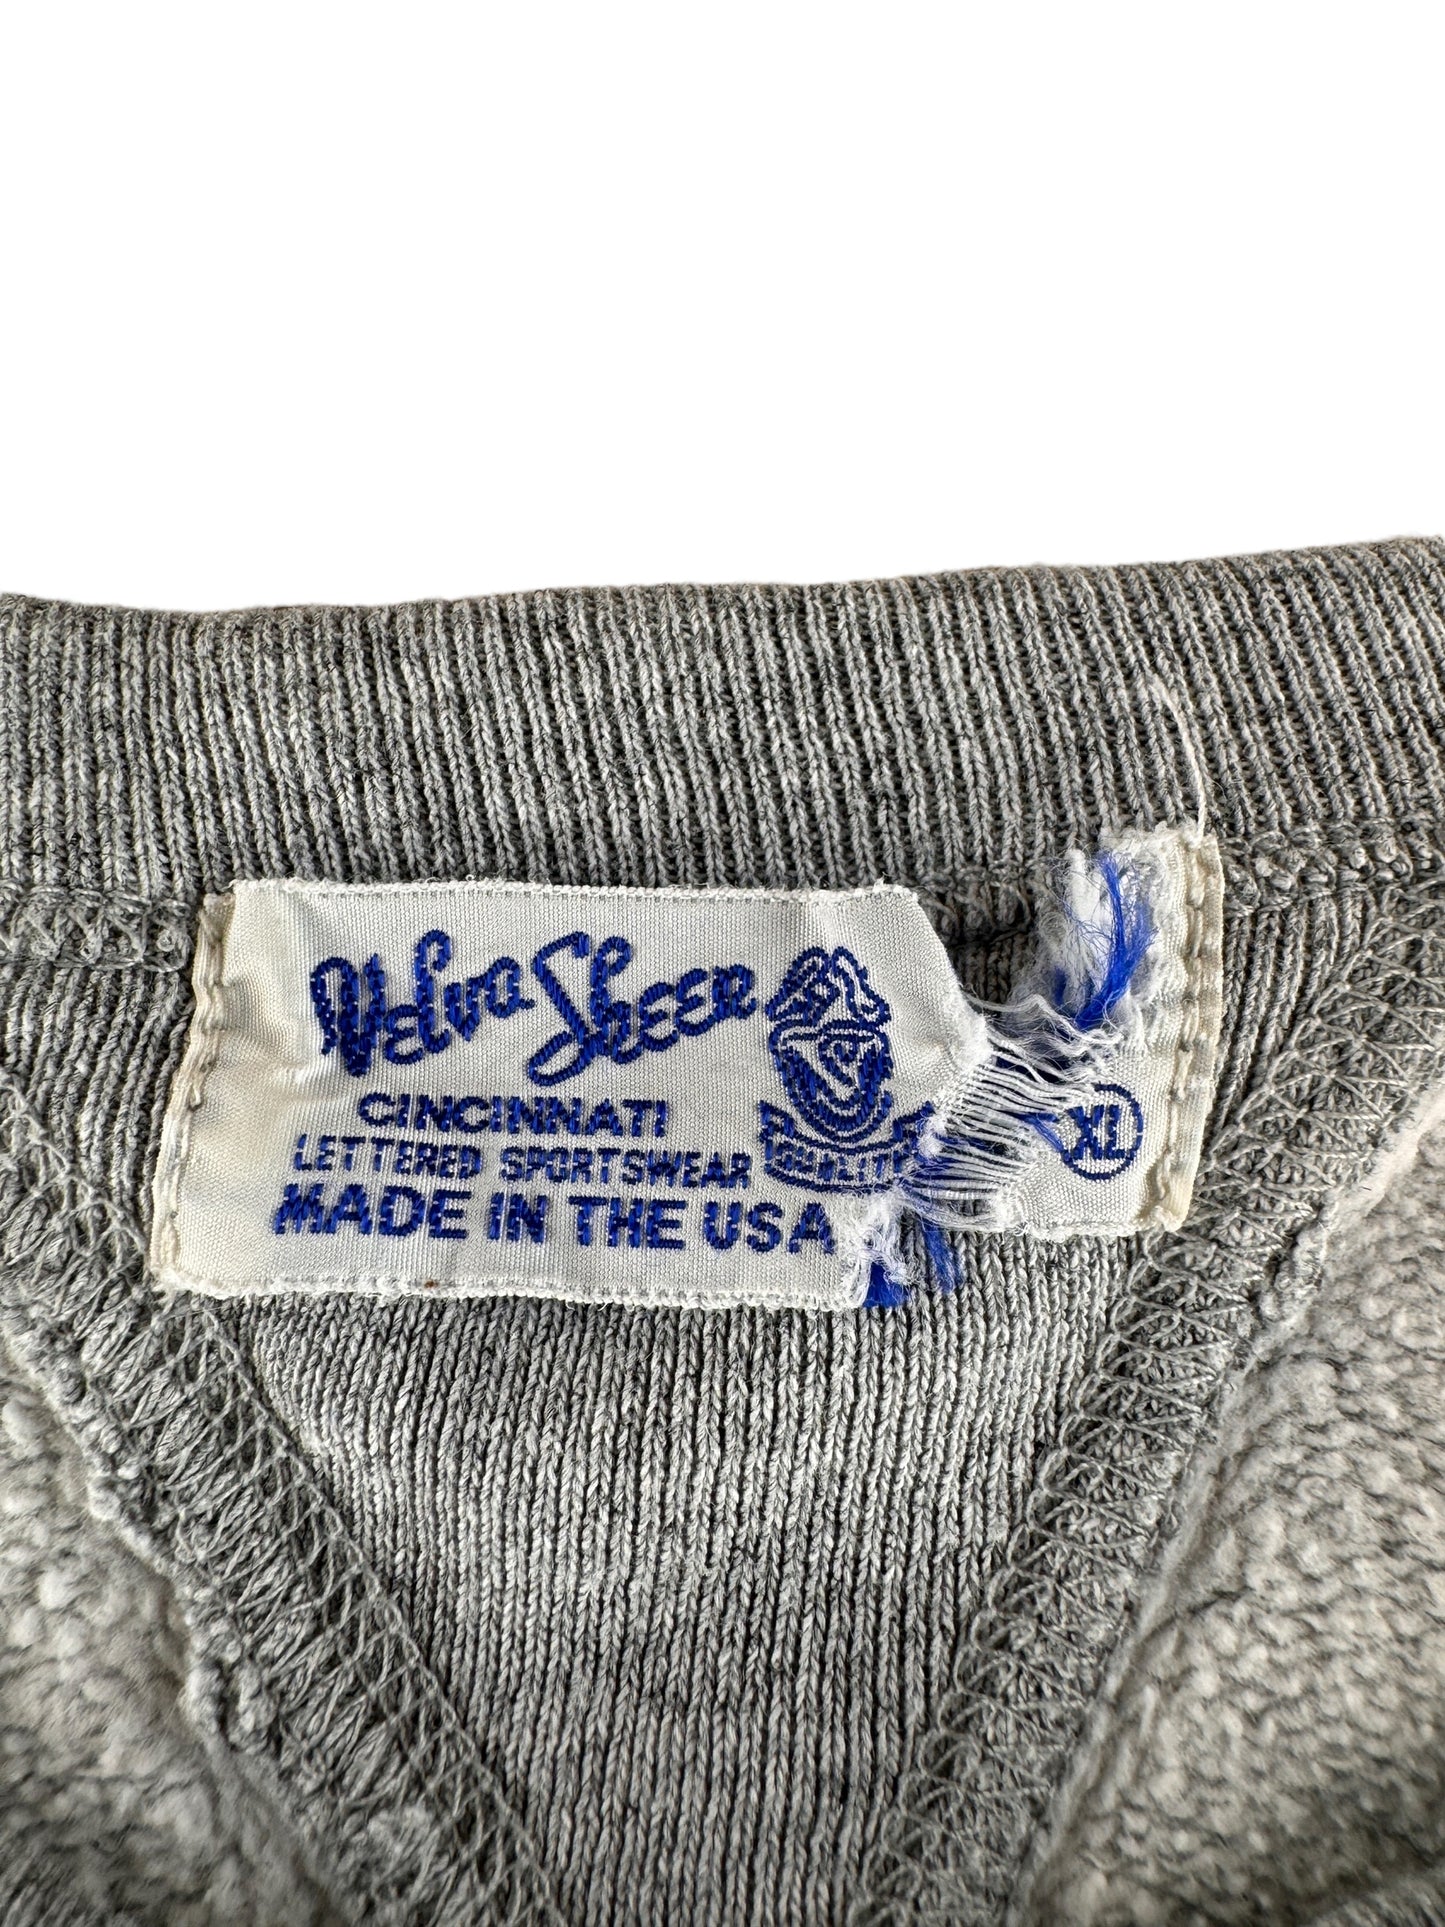 Velva Sheen
CINCINNATI
LETTERED SPORTSWEAR
MADE IN THE USA
XL